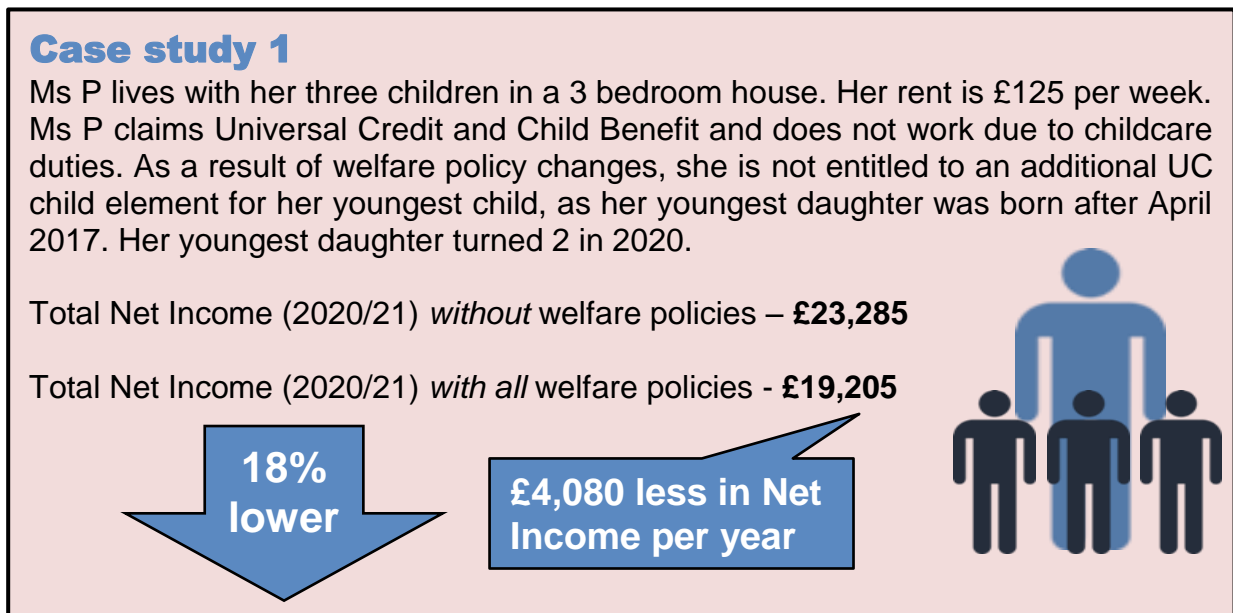 Case study 1
Ms P lives with her three children in a 3 bedroom house. Her rent is £125 per week.
Ms P claims Universal Credit and Child Benefit and does not work due to childcare
duties. As a result of welfare policy changes, she is not entitled to an additional UC
child element for her youngest child, as her youngest daughter was born after April
2017. Her youngest daughter turned 2 in 2020.
Total Net Income (2020/21) without welfare policies – £23,285
Total Net Income (2020/21) with all welfare policies - £19,205
18%
lower
£4,080 less in Net
Income per year